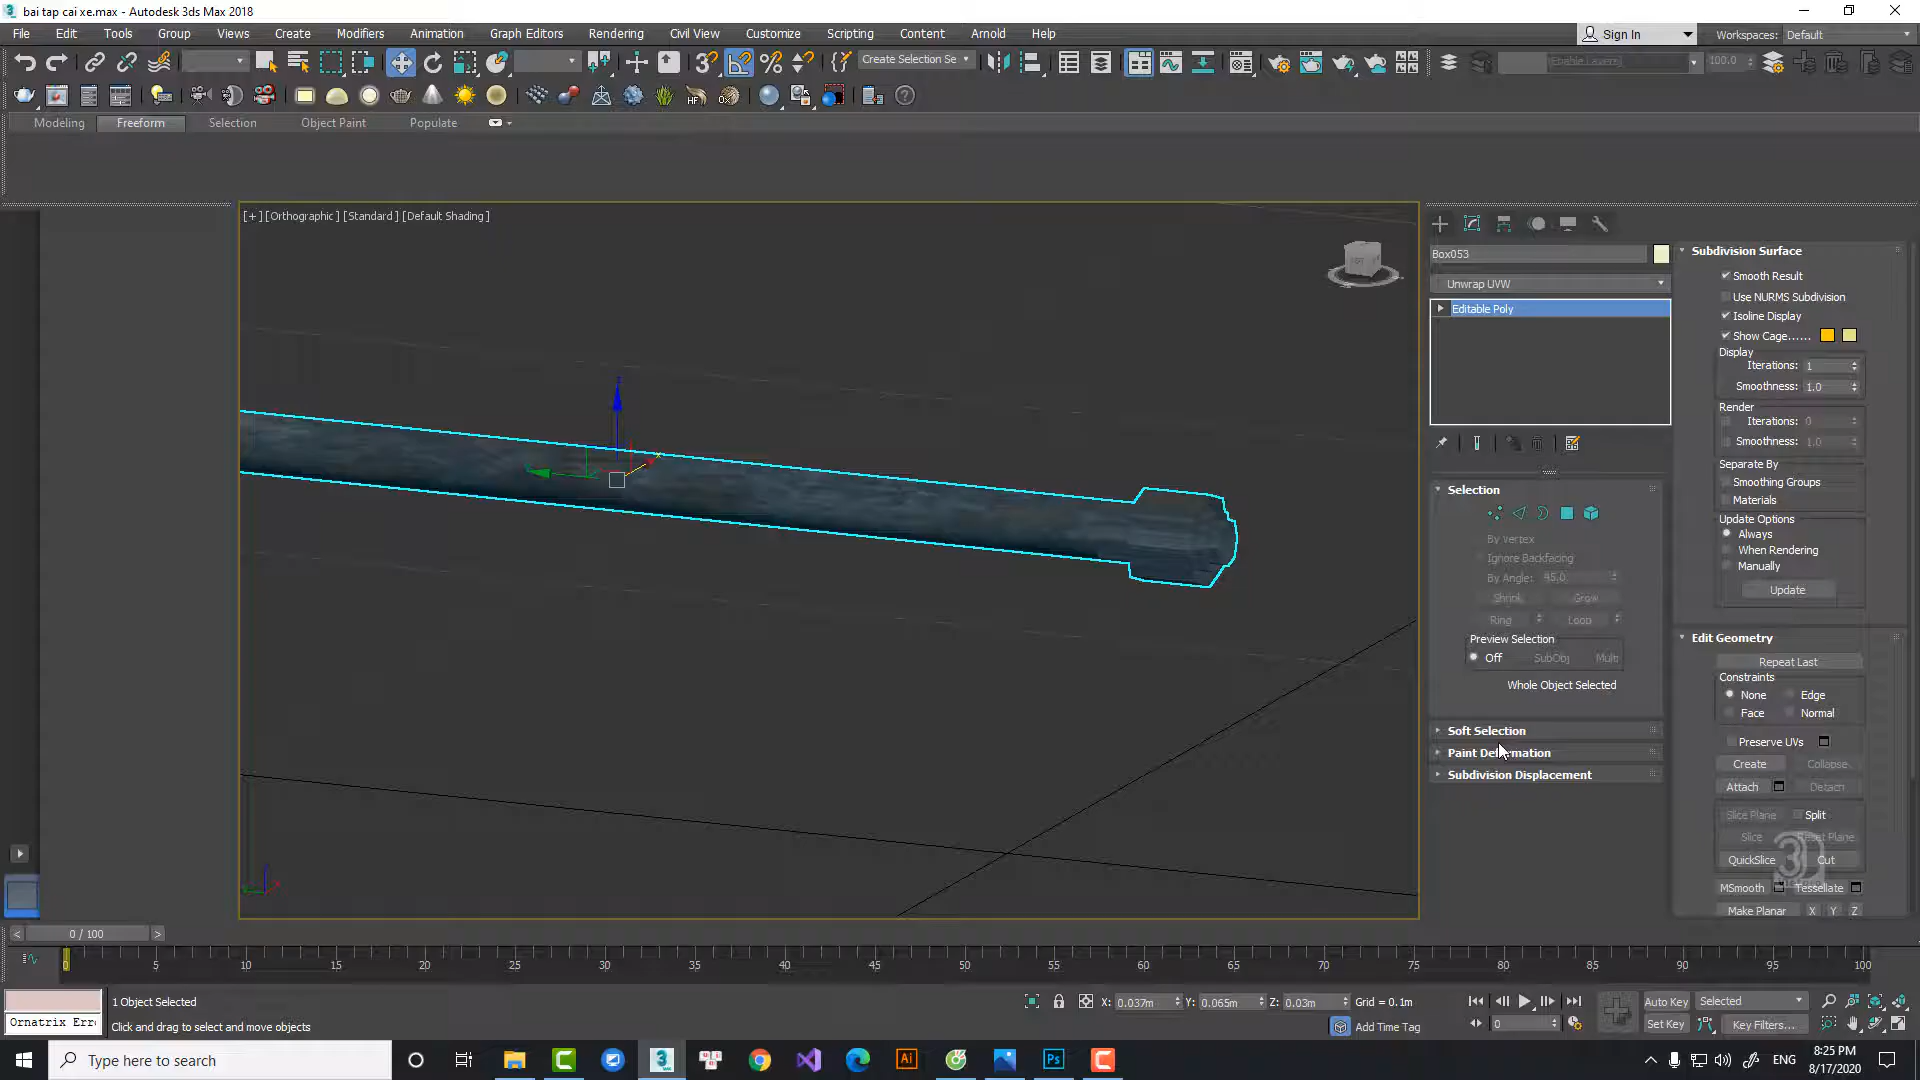 bai tap cai xe.max - Autodesk 3ds Max 2018
File Edit Tools Group Views Create Modifiers Animation Graph Editors Rendering Civil View Customize Scripting Content Arnold Help
Sign In Workspaces: Default
Create Selection Se 100.0
Modeling Freeform Selection Object Paint Populate
[+] [Orthographic] [Standard] [Default Shading]
Box053
Unwrap UVW
Editable Poly
Selection
By Vertex
Ignore Backfacing
By Angle: 45.0
Shrink Grow
Ring Loop
Preview Selection
Off SubObj Multi
Whole Object Selected
Soft Selection
Paint Deformation
Subdivision Displacement
Subdivision Surface
Smooth Result
Use NURMS Subdivision
Isoline Display
Show Cage......
Display
Iterations: 1
Smoothness: 1.0
Render
Iterations: 0
Smoothness: 1.0
Separate By
Smoothing Groups
Materials
Update Options
Always
When Rendering
Manually
Update
Edit Geometry
Repeat Last
Constraints
None Edge
Face Normal
Preserve UVs
Create Collapse
Attach Detach
Slice Plane Split
Slice Reset Plane
QuickSlice Cut
MSmooth Tessellate
Make Planar X Y Z
0 / 100
0 5 10 15 20 25 30 35 40 45 50 55 60 65 70 75 80 85 90 95 100
1 Object Selected
X: 0.037m Y: 0.065m Z: 0.03m Grid = 0.1m
Auto Key Selected
Ornatrix Err
Click and drag to select and move objects
Add Time Tag
0
Set Key Key Filters...
Type here to search
ENG
8:25 PM
8/17/2020